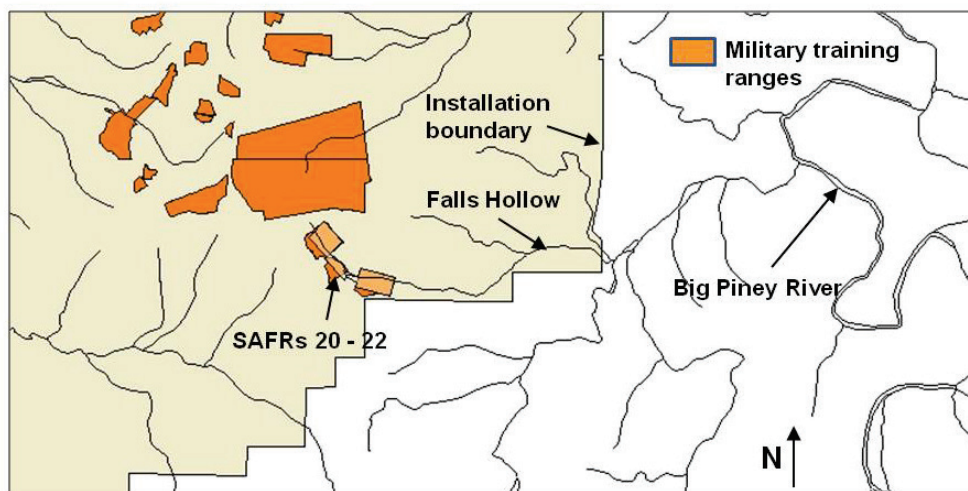 Military training
ranges
Installation
boundary
Falls Hollow
Big Piney River
SAFRs 20 - 22
N